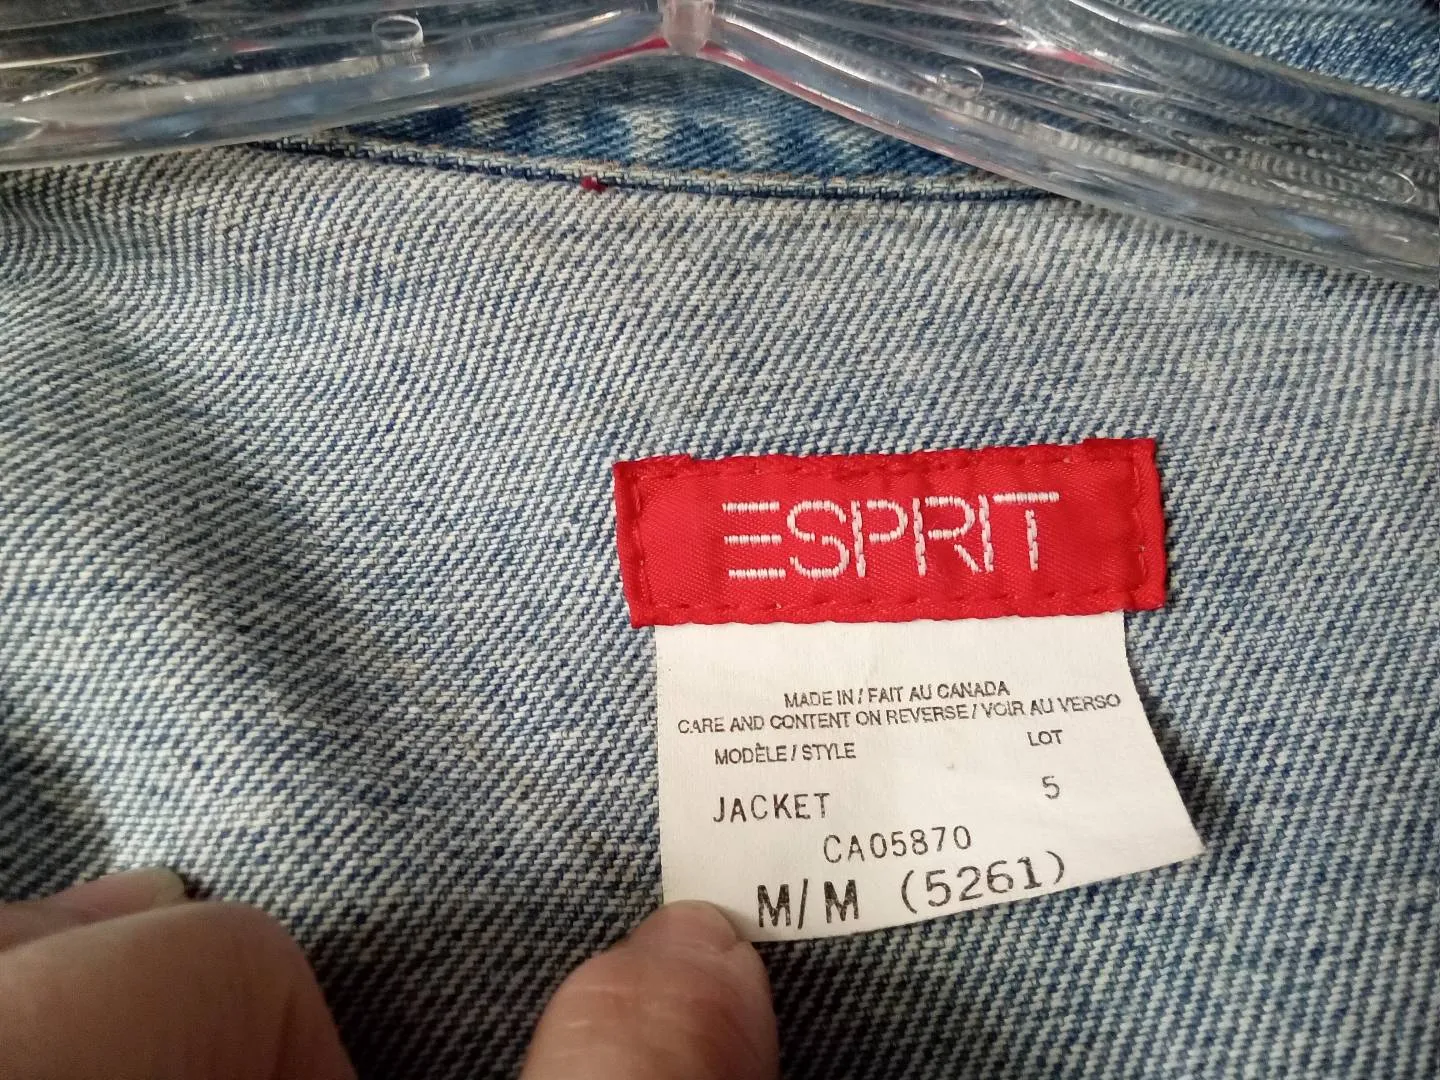 ESPRIT
MADE IN / FAIT AU CANADA
CARE AND CONTENT ON REVERSE / VOIR AU VERSO
MODÈLE / STYLE LOT
JACKET 5
CA05870
M/M (5261)